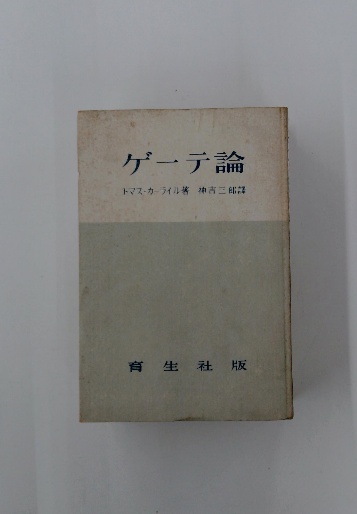 ゲーテ論
トマス・カーライル著 神吉三郎譯
育生社版